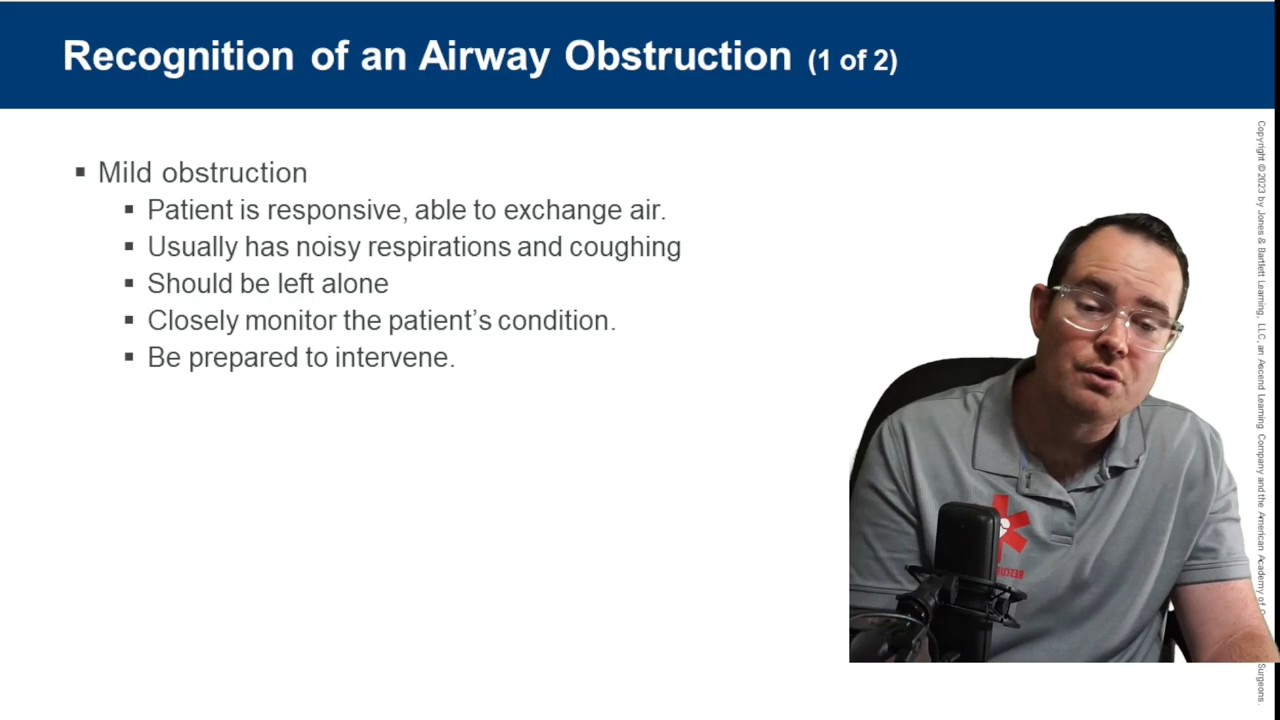 Recognition of an Airway Obstruction (1 of 2)
▪ Mild obstruction
▪ Patient is responsive, able to exchange air.
▪ Usually has noisy respirations and coughing
▪ Should be left alone
▪ Closely monitor the patient’s condition.
▪ Be prepared to intervene.
Copyright © 2023 by Jones & Bartlett Learning, LLC, an Ascend Learning Company and the American Academy of Surgeons.